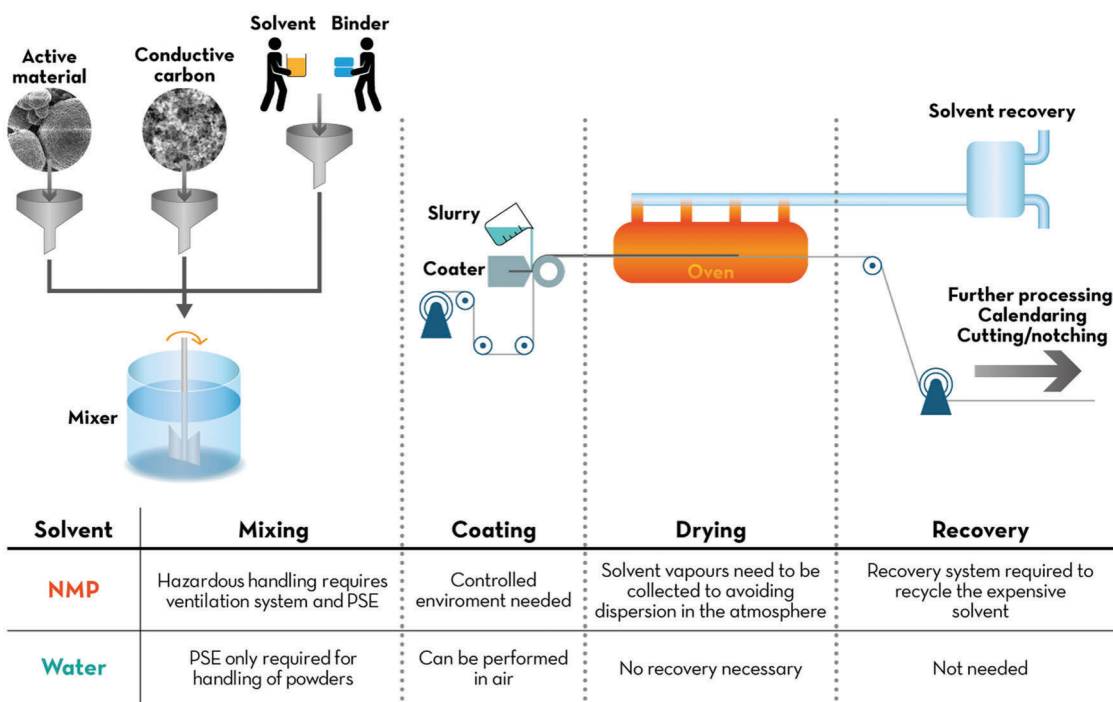 Solvent
Binder
Active
material
Conductive
carbon
Mixer
Slurry
Coater
Oven
Solvent recovery
Further processing
Calendaring
Cutting/notching
Solvent
Mixing
Coating
Drying
Recovery
NMP
Hazardous handling requires
ventilation system and PSE
Controlled
enviroment needed
Solvent vapours need to be
collected to avoiding
dispersion in the atmosphere
Recovery system required to
recycle the expensive
solvent
Water
PSE only required for
handling of powders
Can be performed
in air
No recovery necessary
Not needed